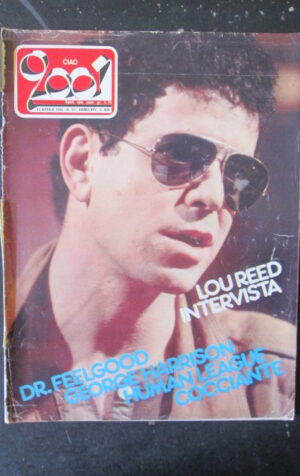 CIAO
2001
LOU REED
INTERVISTA
DR. FEELGOOD
GEORGE HARRISON
HUMAN LEAGUE
COCCIANTE